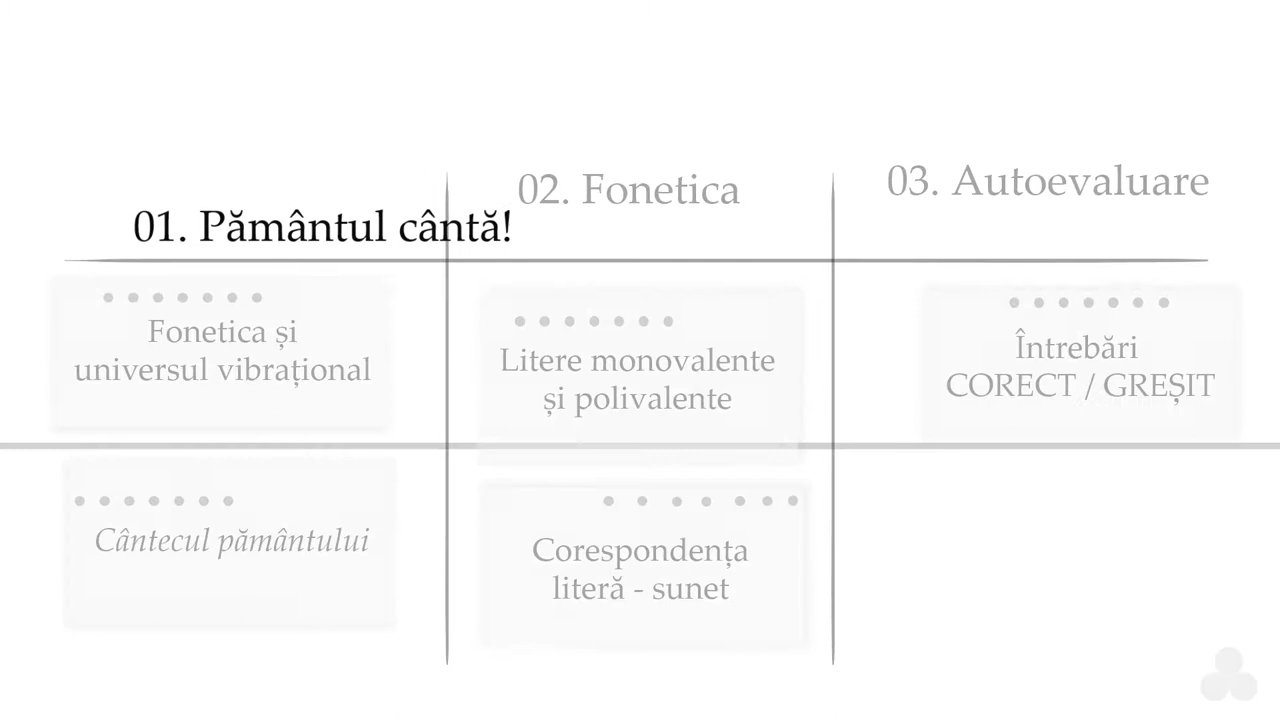 01. Pământul cântă!
02. Fonetica
03. Autoevaluare
Fonetica și
universul vibrațional
Cântecul pământului
Litere monovalente
și polivalente
Corespondența
literă - sunet
Întrebări
CORECT / GREȘIT